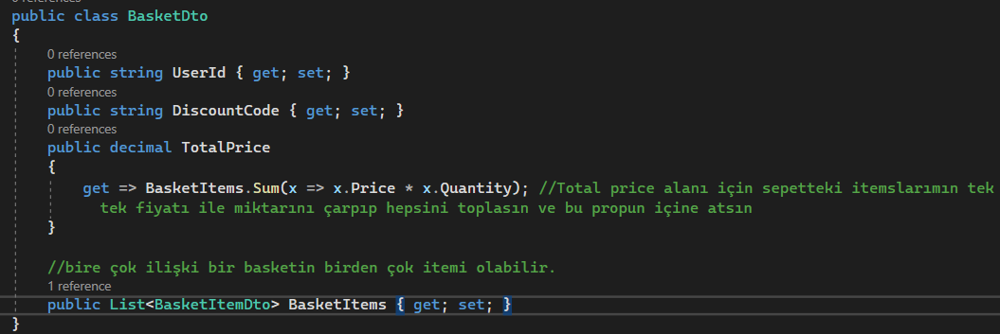 0 references
public class BasketDto
{
0 references
public string UserId { get; set; }
0 references
public string DiscountCode { get; set; }
0 references
public decimal TotalPrice
{
get => BasketItems.Sum(x => x.Price * x.Quantity); //Total price alanı için sepetteki itemslarımın tek
tek fiyatı ile miktarını çarpıp hepsini toplasın ve bu propun içine atsın
}
//bire çok ilişki bir basketin birden çok itemi olabilir.
1 reference
public List<BasketItemDto> BasketItems { get; set; }
}